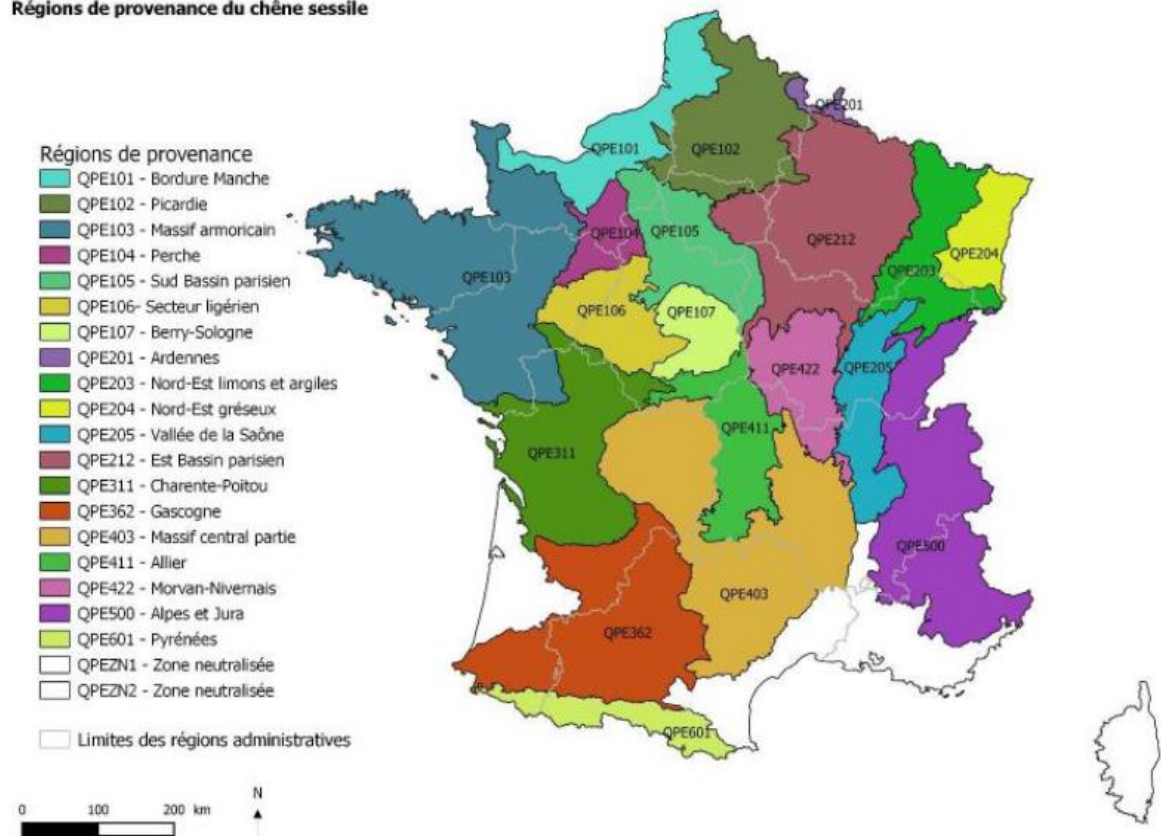 Régions de provenance du chêne sessile
Régions de provenance
QPE101 - Bordure Manche
QPE102 - Picardie
QPE103 - Massif armoricain
QPE104 - Perche
QPE105 - Sud Bassin parisien
QPE106- Secteur ligérien
QPE107 - Berry-Sologne
QPE201 - Ardennes
QPE203 - Nord-Est limons et argiles
QPE204 - Nord-Est gréseux
QPE205 - Vallée de la Saône
QPE212 - Est Bassin parisien
QPE311 - Charente-Poitou
QPE362 - Gascogne
QPE403 - Massif central partie
QPE411 - Allier
QPE422 - Morvan-Nivernais
QPE500 - Alpes et Jura
QPE601 - Pyrénées
QPEZN1 - Zone neutralisée
QPEZN2 - Zone neutralisée
Limites des régions administratives
0 100 200 km
N
QPE201
QPE101
QPE102
QPE104
QPE105
QPE212
QPE204
QPE103
QPE203
QPE106
QPE107
QPE422
QPE205
QPE411
QPE311
QPE500
QPE403
QPE362
QPE601